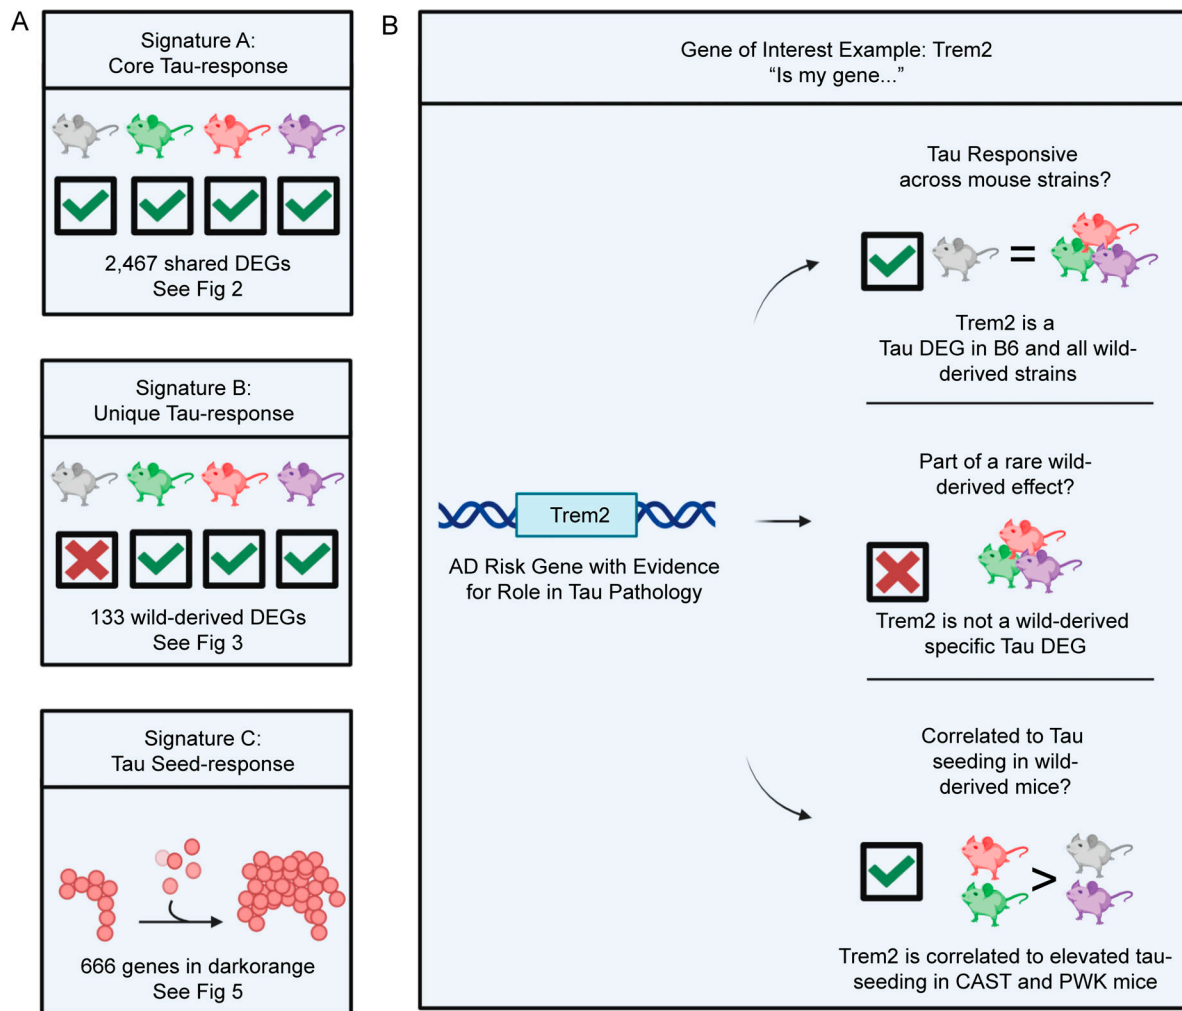 A
Signature A:
Core Tau-response
2,467 shared DEGs
See Fig 2
Signature B:
Unique Tau-response
133 wild-derived DEGs
See Fig 3
Signature C:
Tau Seed-response
666 genes in darkorange
See Fig 5
B
Gene of Interest Example: Trem2
“Is my gene...”
Trem2
AD Risk Gene with Evidence
for Role in Tau Pathology
Tau Responsive
across mouse strains?
=
Trem2 is a
Tau DEG in B6 and all wild-
derived strains
Part of a rare wild-
derived effect?
Trem2 is not a wild-derived
specific Tau DEG
Correlated to Tau
seeding in wild-
derived mice?
>
Trem2 is correlated to elevated tau-
seeding in CAST and PWK mice